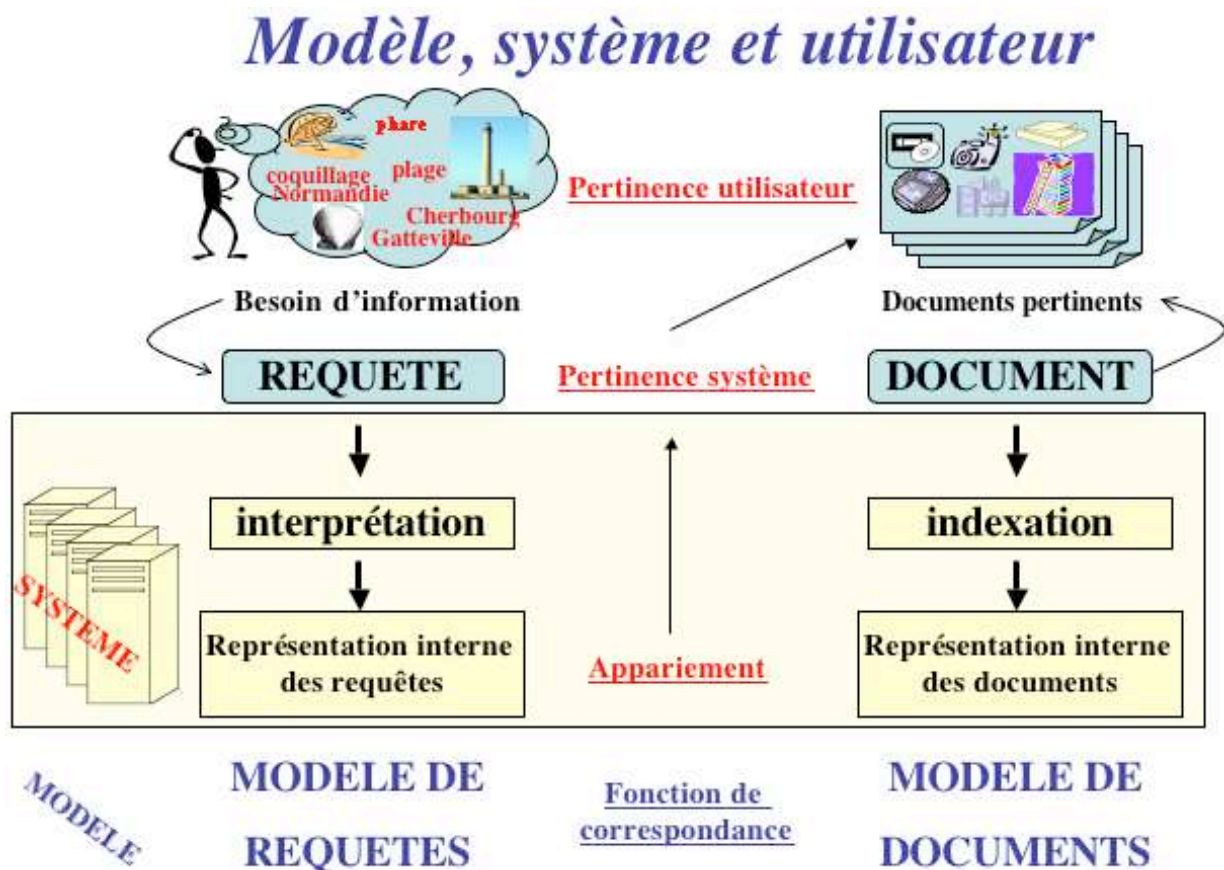 Modèle, système et utilisateur
phare
plage
coquillage
Normandie
Cherbourg
Gatteville
Pertinence utilisateur
Besoin d'information
Documents pertinents
REQUETE
Pertinence système
DOCUMENT
interprétation
indexation
SYSTEME
Représentation interne
des requêtes
Appariement
Représentation interne
des documents
MODELE
MODELE DE
REQUETES
Fonction de
correspondance
MODELE DE
DOCUMENTS